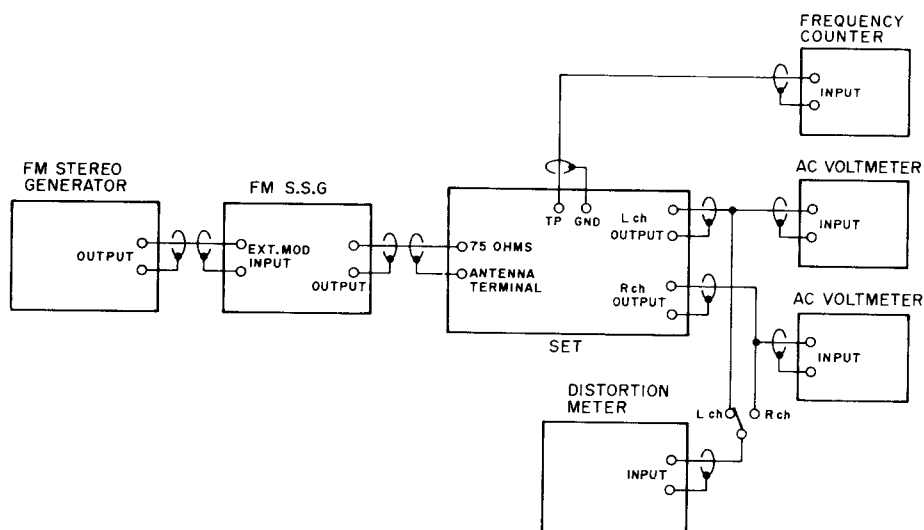 FREQUENCY
COUNTER
INPUT
FM STEREO
GENERATOR
OUTPUT
FM S.S.G
EXT.MOD
INPUT
OUTPUT
TP
GND
75 OHMS
ANTENNA
TERMINAL
L ch
OUTPUT
R ch
OUTPUT
SET
AC VOLTMETER
INPUT
AC VOLTMETER
INPUT
DISTORTION
METER
L ch
R ch
INPUT